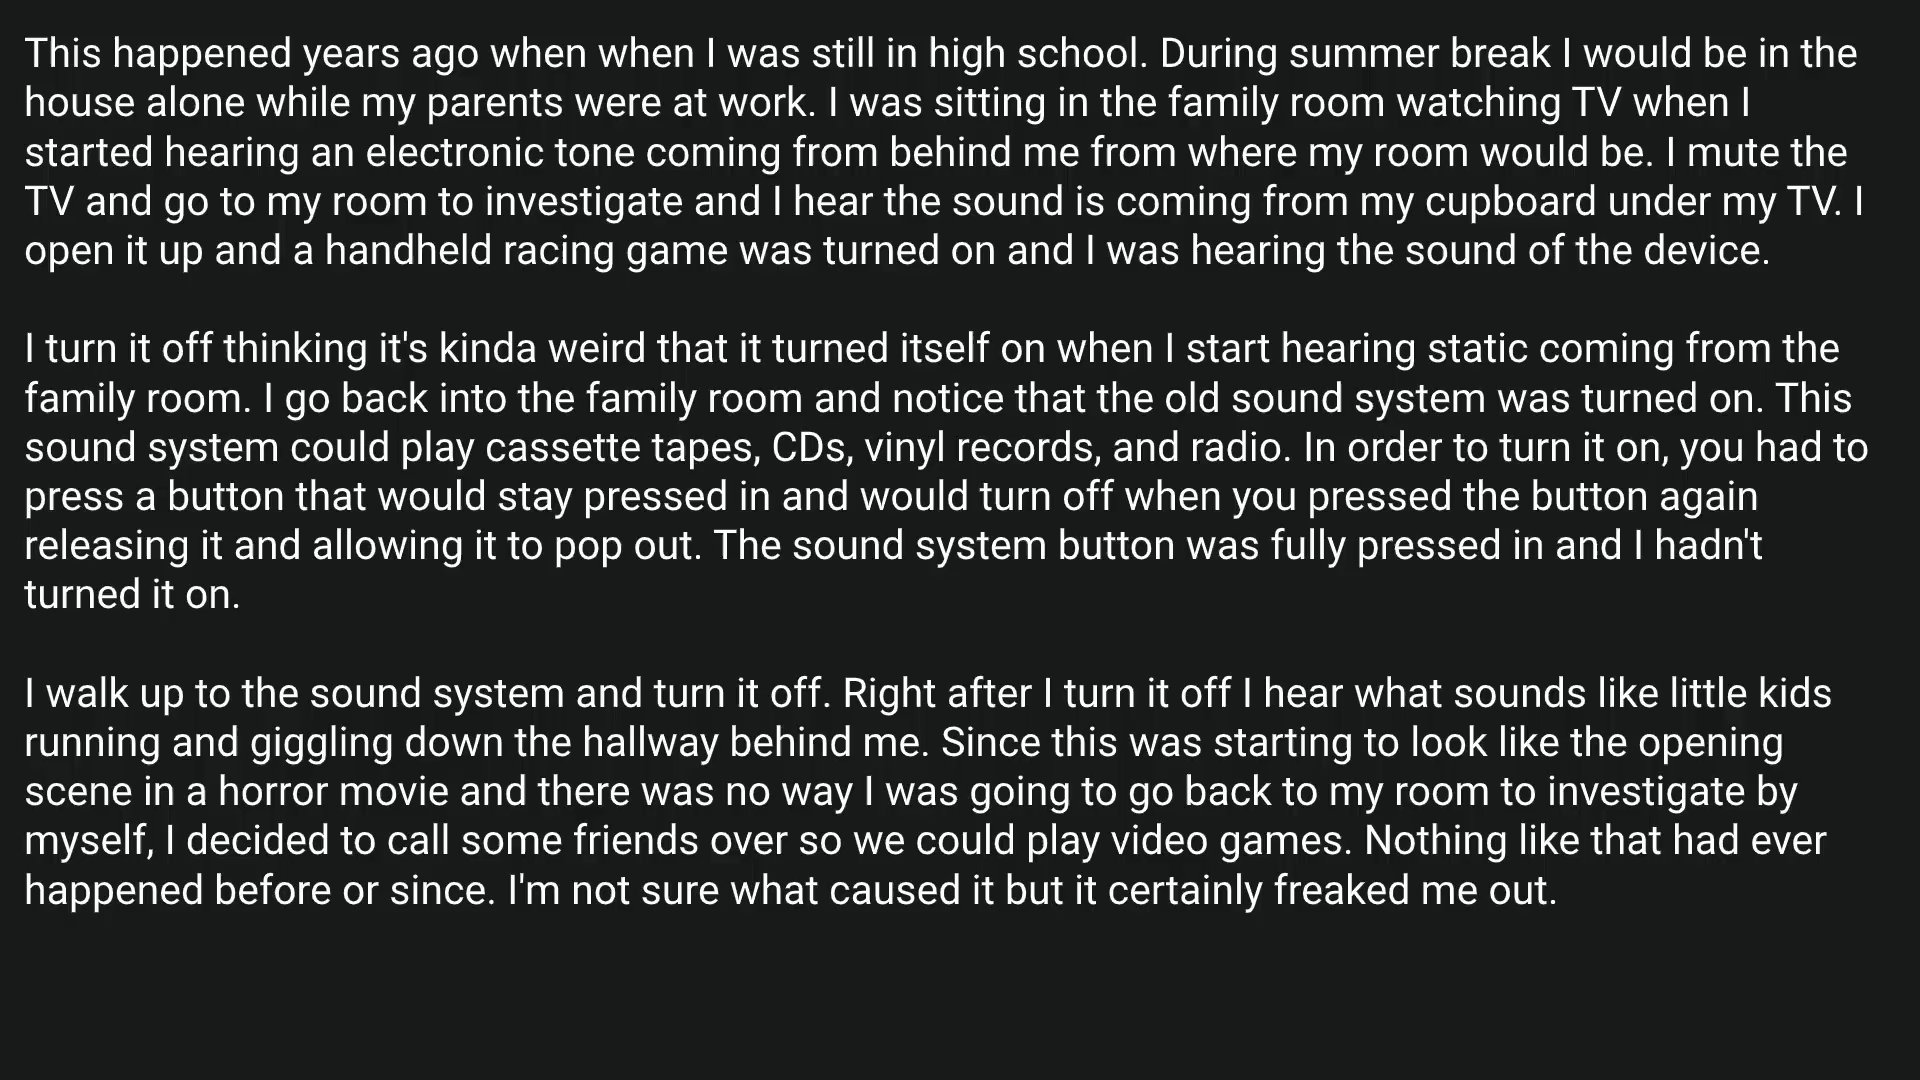 This happened years ago when when I was still in high school. During summer break I would be in the
house alone while my parents were at work. I was sitting in the family room watching TV when I
started hearing an electronic tone coming from behind me from where my room would be. I mute the
TV and go to my room to investigate and I hear the sound is coming from my cupboard under my TV. I
open it up and a handheld racing game was turned on and I was hearing the sound of the device.
I turn it off thinking it's kinda weird that it turned itself on when I start hearing static coming from the
family room. I go back into the family room and notice that the old sound system was turned on. This
sound system could play cassette tapes, CDs, vinyl records, and radio. In order to turn it on, you had to
press a button that would stay pressed in and would turn off when you pressed the button again
releasing it and allowing it to pop out. The sound system button was fully pressed in and I hadn't
turned it on.
I walk up to the sound system and turn it off. Right after I turn it off I hear what sounds like little kids
running and giggling down the hallway behind me. Since this was starting to look like the opening
scene in a horror movie and there was no way I was going to go back to my room to investigate by
myself, I decided to call some friends over so we could play video games. Nothing like that had ever
happened before or since. I'm not sure what caused it but it certainly freaked me out.